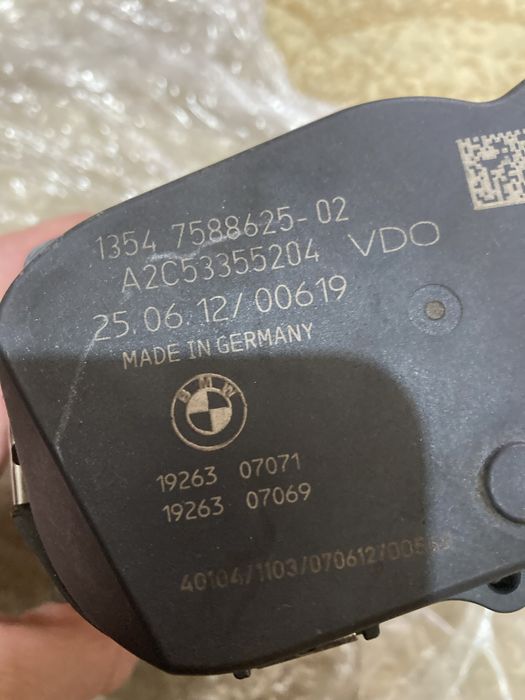 1354 7588625-02
A2C53355204 VDO
25.06.12/00619
MADE IN GERMANY
BMW
19263 07071
19263 07069